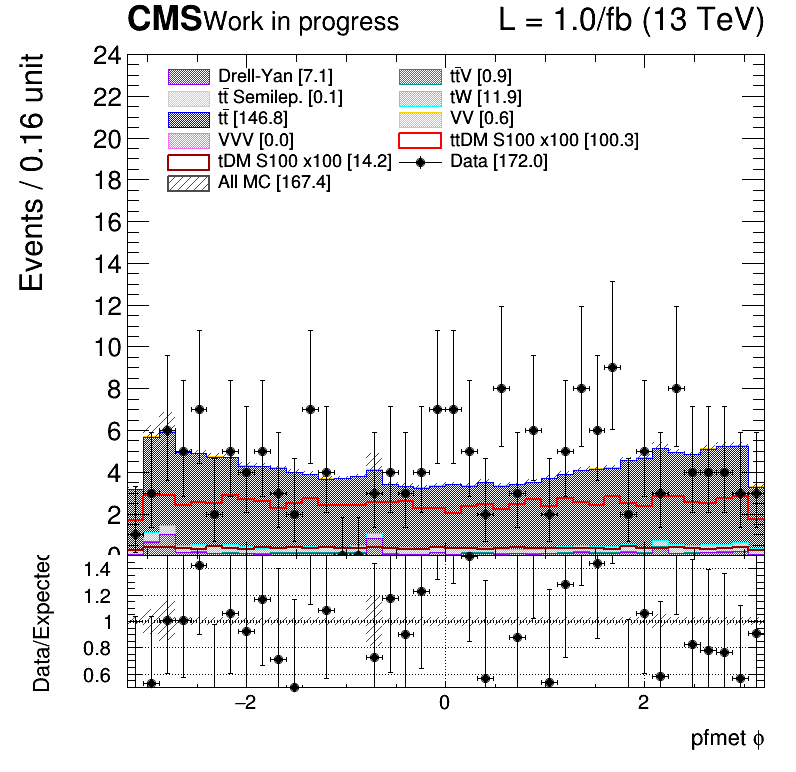 CMS Work in progress L = 1.0/fb (13 TeV)
Events / 0.16 unit
24
22
20
18
16
14
12
10
8
6
4
2
0
Drell-Yan [7.1] tt̄V [0.9]
tt̄ Semilep. [0.1] tW [11.9]
tt̄ [146.8] VV [0.6]
VVV [0.0] ttDM S100 x100 [100.3]
tDM S100 x100 [14.2] Data [172.0]
All MC [167.4]
Data/Expected
1.4
1.2
1
0.8
0.6
−2 0 2
pfmet ϕ